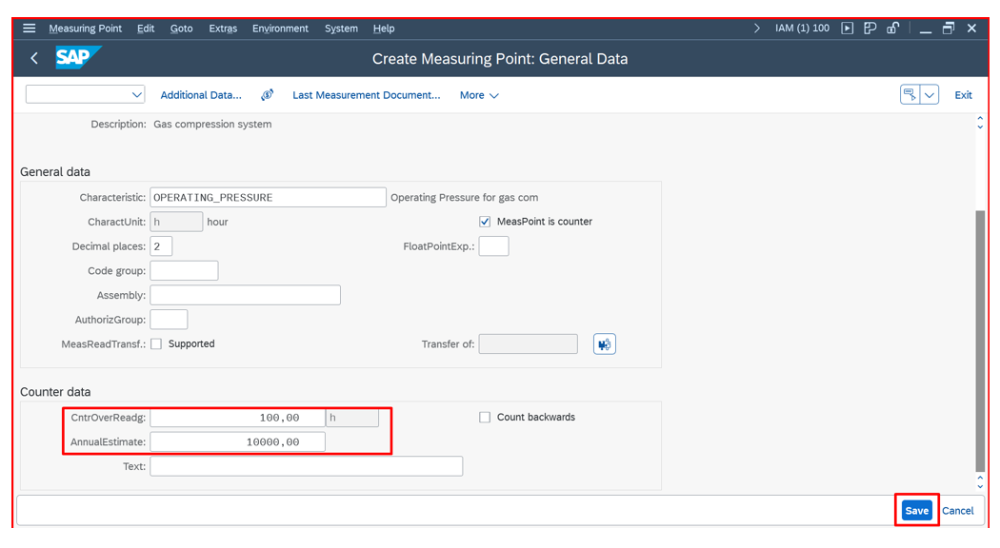 Measuring Point Edit Goto Extras Environment System Help IAM (1) 100
SAP Create Measuring Point: General Data
Additional Data... Last Measurement Document... More Exit
Description: Gas compression system
General data
Characteristic: OPERATING_PRESSURE Operating Pressure for gas com
CharactUnit: h hour MeasPoint is counter
Decimal places: 2 FloatPointExp.:
Code group:
Assembly:
AuthorizGroup:
MeasReadTransf.: Supported Transfer of:
Counter data
CntrOverReadg: 100,00 h Count backwards
AnnualEstimate: 10000,00
Text:
Save Cancel